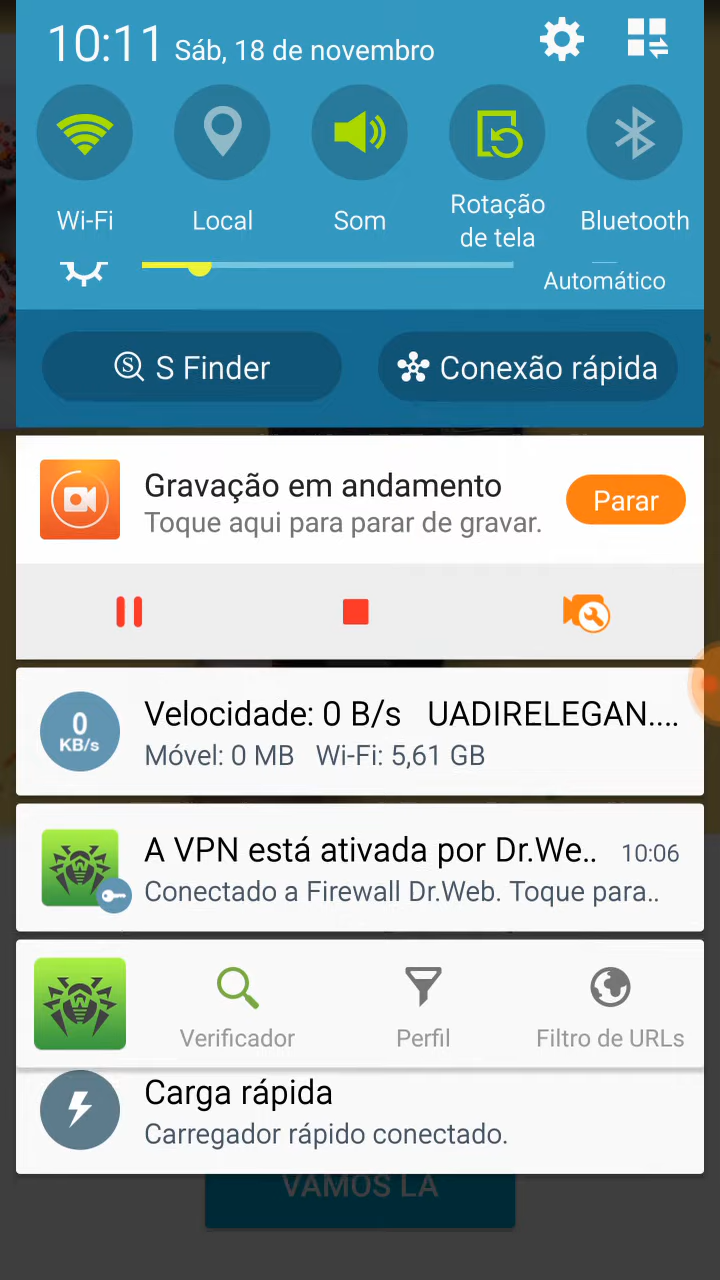 10:11 Sáb, 18 de novembro
Wi-Fi
Local
Som
Rotação
de tela
Bluetooth
Automático
S Finder
Conexão rápida
Gravação em andamento
Toque aqui para parar de gravar.
Parar
0
KB/s
Velocidade: 0 B/s UADIRELEGAN....
Móvel: 0 MB Wi-Fi: 5,61 GB
A VPN está ativada por Dr.We.. 10:06
Conectado a Firewall Dr.Web. Toque para..
Verificador
Perfil
Filtro de URLs
Carga rápida
Carregador rápido conectado.
VAMOS LÁ